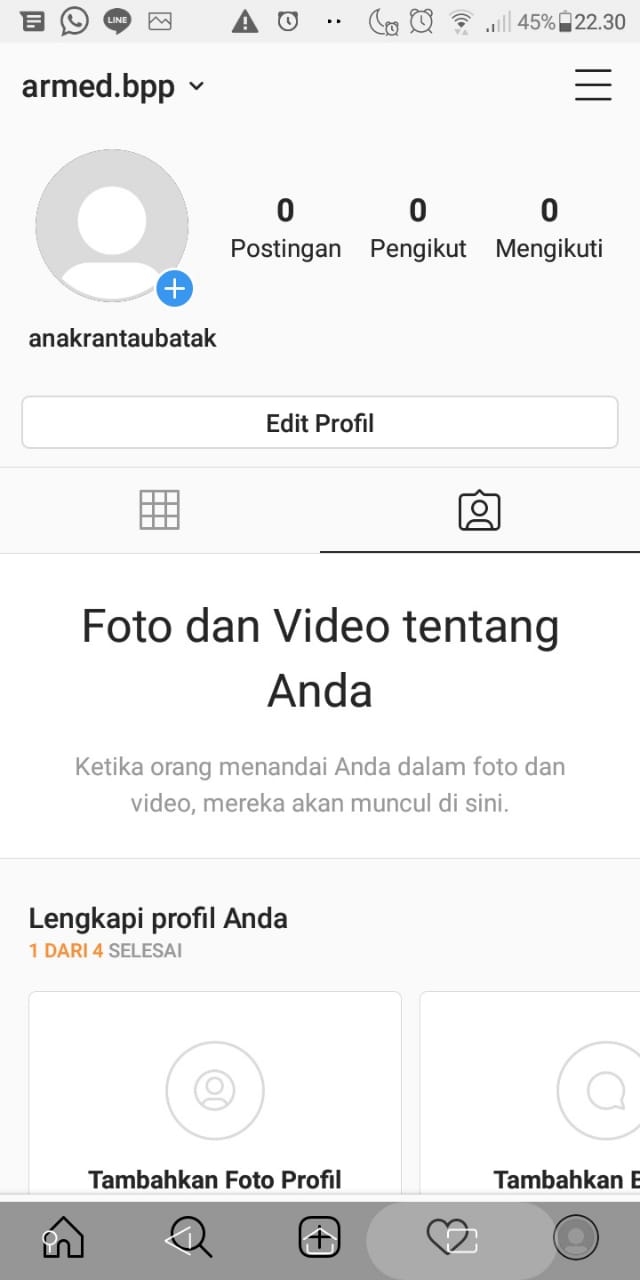 LINE
45% 22.30
armed.bpp
0 0 0
Postingan Pengikut Mengikuti
anakrantaubatak
Edit Profil
Foto dan Video tentang
Anda
Ketika orang menandai Anda dalam foto dan
video, mereka akan muncul di sini.
Lengkapi profil Anda
1 DARI 4 SELESAI
Tambahkan Foto Profil
Tambahkan